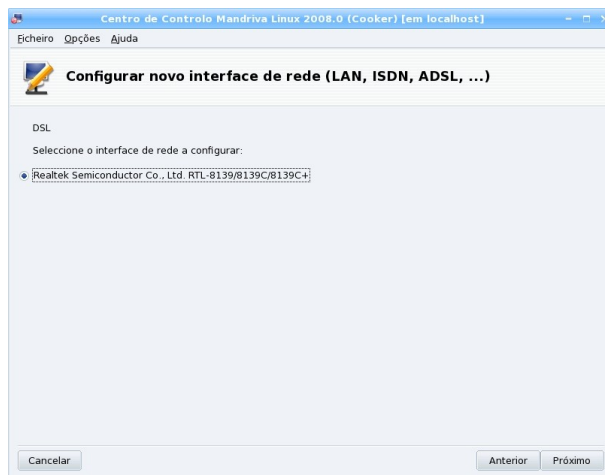 Centro de Controlo Mandriva Linux 2008.0 (Cooker) [em localhost]
Ficheiro Opções Ajuda
Configurar novo interface de rede (LAN, ISDN, ADSL, ...)
DSL
Seleccione o interface de rede a configurar:
Realtek Semiconductor Co., Ltd. RTL-8139/8139C/8139C+
Cancelar Anterior Próximo